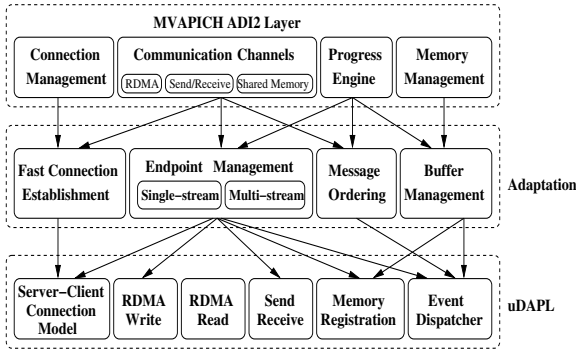 MVAPICH ADI2 Layer
Connection
Management
Communication Channels
RDMA
Send/Receive
Shared Memory
Progress
Engine
Memory
Management
Fast Connection
Establishment
Endpoint Management
Single-stream
Multi-stream
Message
Ordering
Buffer
Management
Adaptation
Server-Client
Connection
Model
RDMA
Write
RDMA
Read
Send
Receive
Memory
Registration
Event
Dispatcher
uDAPL